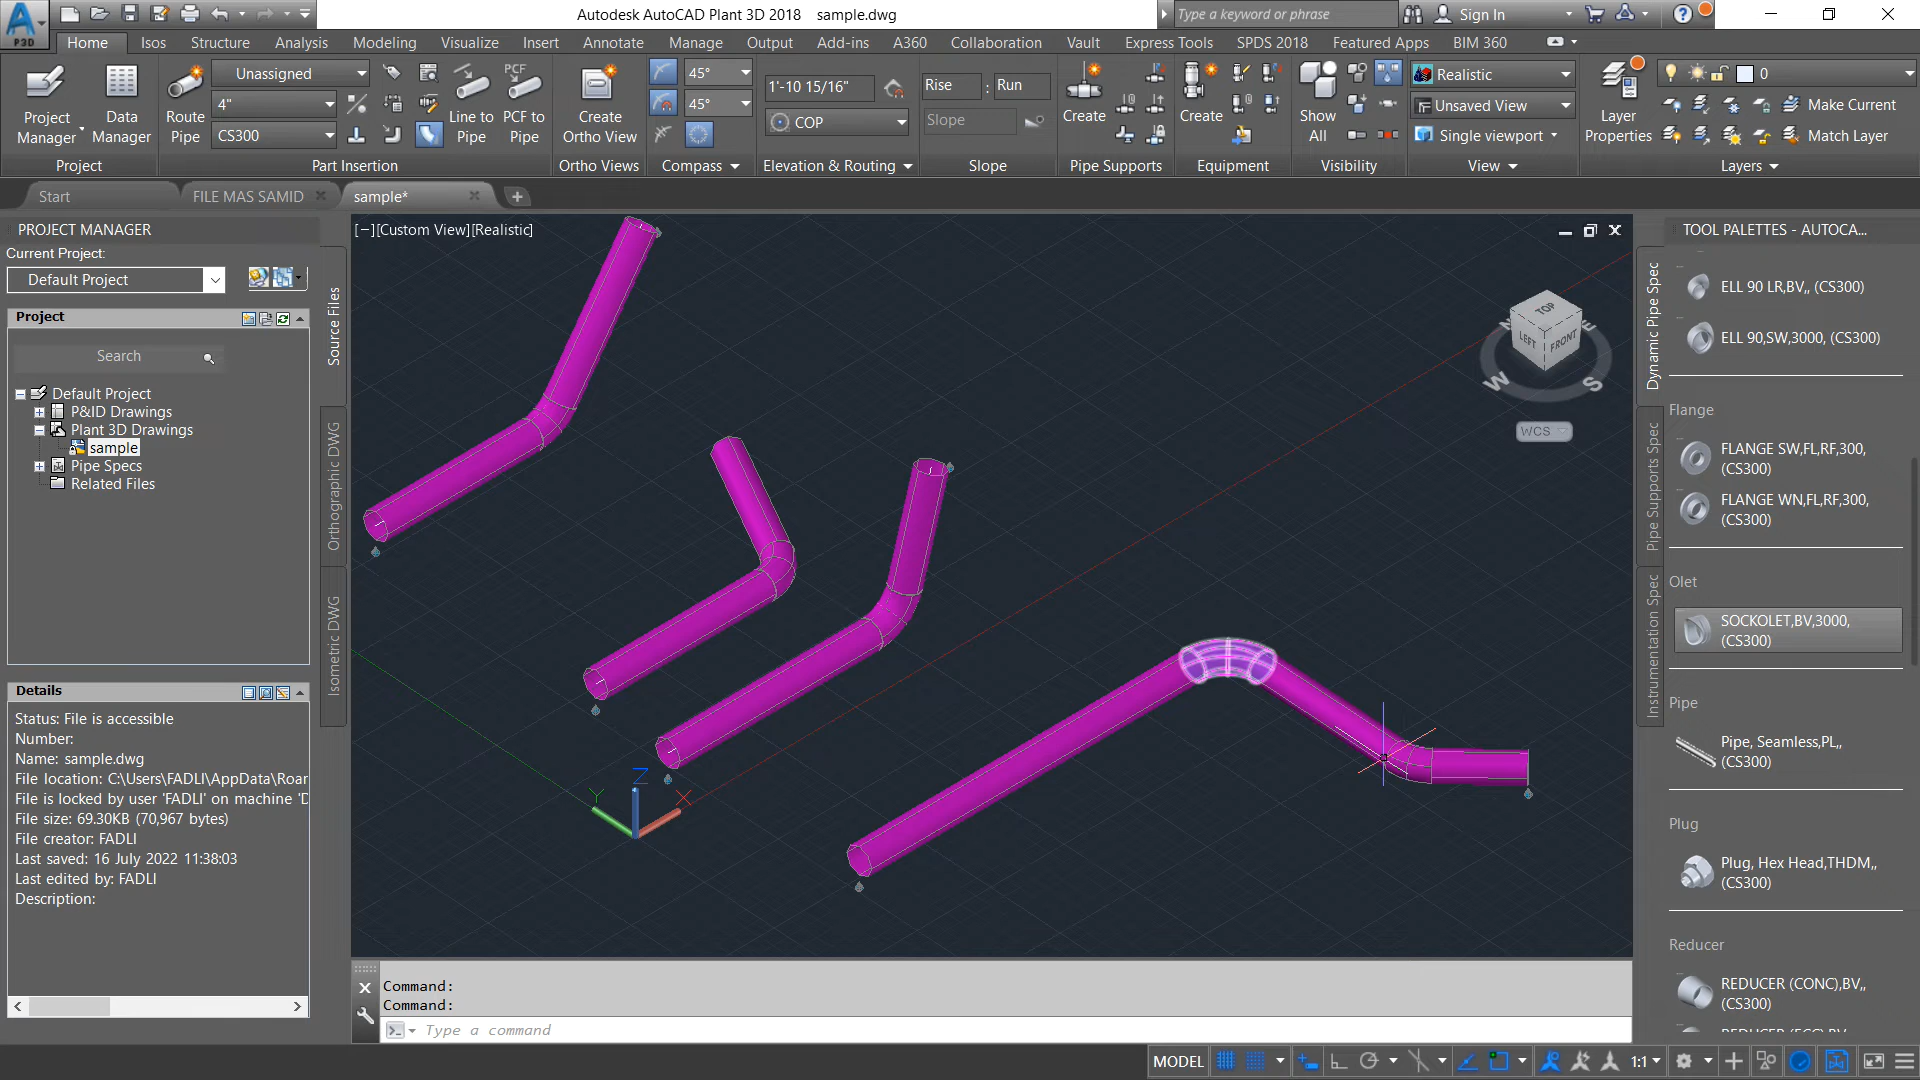 Autodesk AutoCAD Plant 3D 2018 sample.dwg
Type a keyword or phrase
Sign In
P3D
Home Isos Structure Analysis Modeling Visualize Insert Annotate Manage Output Add-ins A360 Collaboration Vault Express Tools SPDS 2018 Featured Apps BIM 360
Project Manager
Data Manager
Route Pipe
Unassigned
4"
CS300
Line to Pipe
PCF
PCF to Pipe
Create Ortho View
45°
45°
1'-10 15/16"
COP
Rise : Run
Slope
Create
Create
Show All
Realistic
Unsaved View
Single viewport
Layer Properties
0
Make Current
Match Layer
Project Part Insertion Ortho Views Compass Elevation & Routing Slope Pipe Supports Equipment Visibility View Layers
Start FILE MAS SAMID sample*
PROJECT MANAGER
Current Project:
Default Project
Project
Search
Default Project
P&ID Drawings
Plant 3D Drawings
sample
Pipe Specs
Related Files
Source Files
Orthographic DWG
Isometric DWG
Details
Status: File is accessible
Number:
Name: sample.dwg
File location: C:\Users\FADLI\AppData\Roar
File is locked by user 'FADLI' on machine 'D
File size: 69.30KB (70,967 bytes)
File creator: FADLI
Last saved: 16 July 2022 11:38:03
Last edited by: FADLI
Description:
[−][Custom View][Realistic]
TOP
LEFT
FRONT
N
E
W
S
WCS
Z
Y
X
Command:
Command:
Type a command
TOOL PALETTES - AUTOCA...
Dynamic Pipe Spec
Pipe Supports Spec
Instrumentation Spec
ELL 90 LR,BV,, (CS300)
ELL 90,SW,3000, (CS300)
Flange
FLANGE SW,FL,RF,300,
(CS300)
FLANGE WN,FL,RF,300,
(CS300)
Olet
SOCKOLET,BV,3000,
(CS300)
Pipe
Pipe, Seamless,PL,,
(CS300)
Plug
Plug, Hex Head,THDM,,
(CS300)
Reducer
REDUCER (CONC),BV,,
(CS300)
REDUCER (ECC),BV
MODEL
1:1